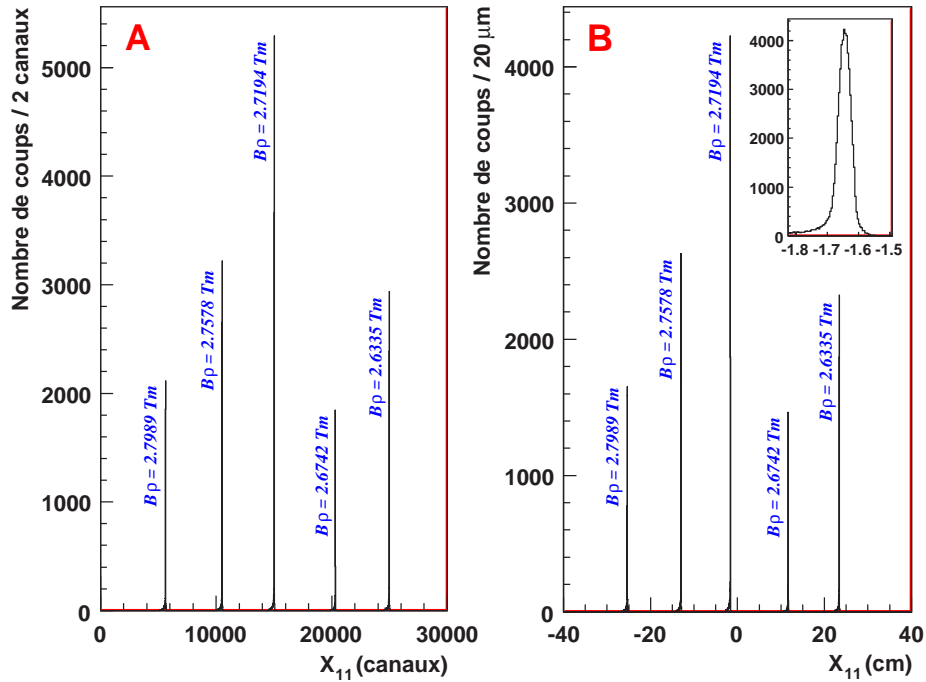 A
Nombre de coups / 2 canaux
5000
4000
3000
2000
1000
0
Bρ = 2.7989 Tm
Bρ = 2.7578 Tm
Bρ = 2.7194 Tm
Bρ = 2.6742 Tm
Bρ = 2.6335 Tm
0 10000 20000 30000
X11 (canaux)
B
Nombre de coups / 20 μm
4000
3000
2000
1000
0
Bρ = 2.7989 Tm
Bρ = 2.7578 Tm
Bρ = 2.7194 Tm
Bρ = 2.6742 Tm
Bρ = 2.6335 Tm
4000
3000
2000
1000
0
-1.8 -1.7 -1.6 -1.5
-40 -20 0 20 40
X11 (cm)